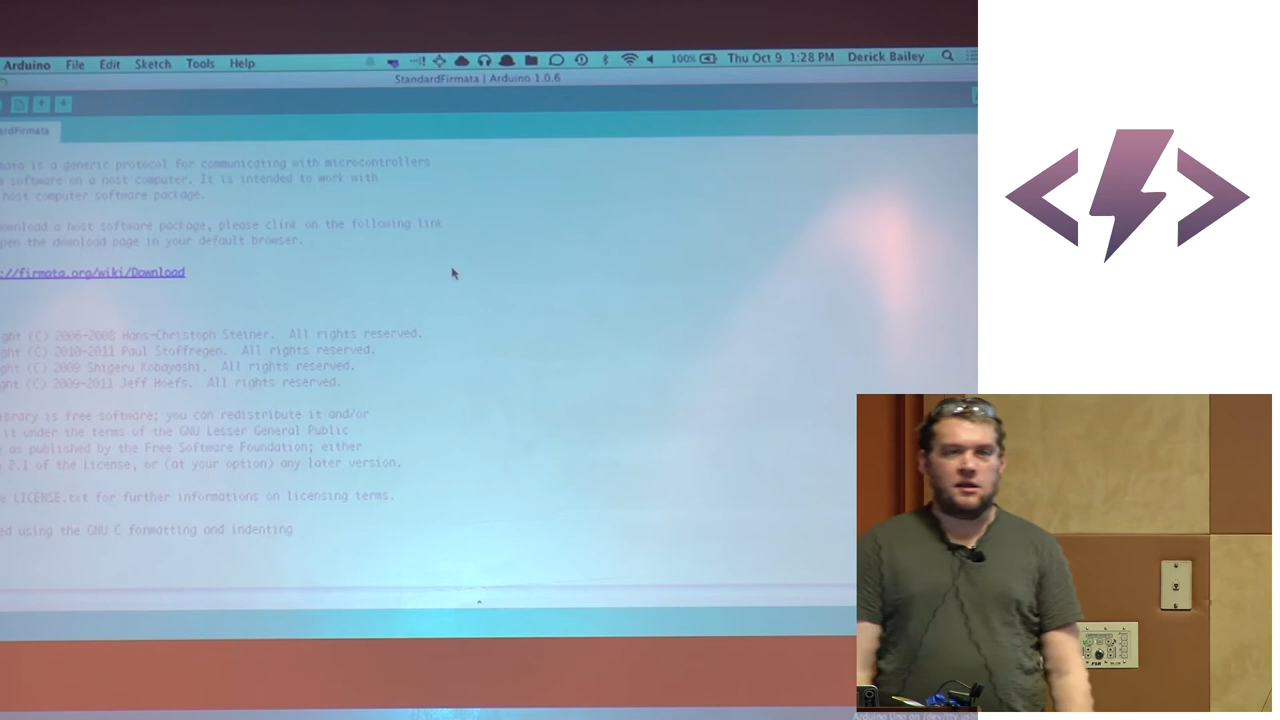 Arduino File Edit Sketch Tools Help 100% Thu Oct 9 1:28 PM Derick Bailey
StandardFirmata | Arduino 1.0.6
ardFirmata
mata is a generic protocol for communicating with microcontrollers
software on a host computer. It is intended to work with
host computer software package.
ownload a host software package, please clink on the following link
pen the download page in your default browser.
://firmata.org/wiki/Download
ght (C) 2006-2008 Hans-Christoph Steiner. All rights reserved.
ght (C) 2010-2011 Paul Stoffregen. All rights reserved.
ght (C) 2009 Shigeru Kobayashi. All rights reserved.
ght (C) 2009-2011 Jeff Hoefs. All rights reserved.
ibrary is free software; you can redistribute it and/or
it under the terms of the GNU Lesser General Public
as published by the Free Software Foundation; either
2.1 of the License, or (at your option) any later version.
e LICENSE.txt for further informations on licensing terms.
ed using the GNU C formatting and indenting